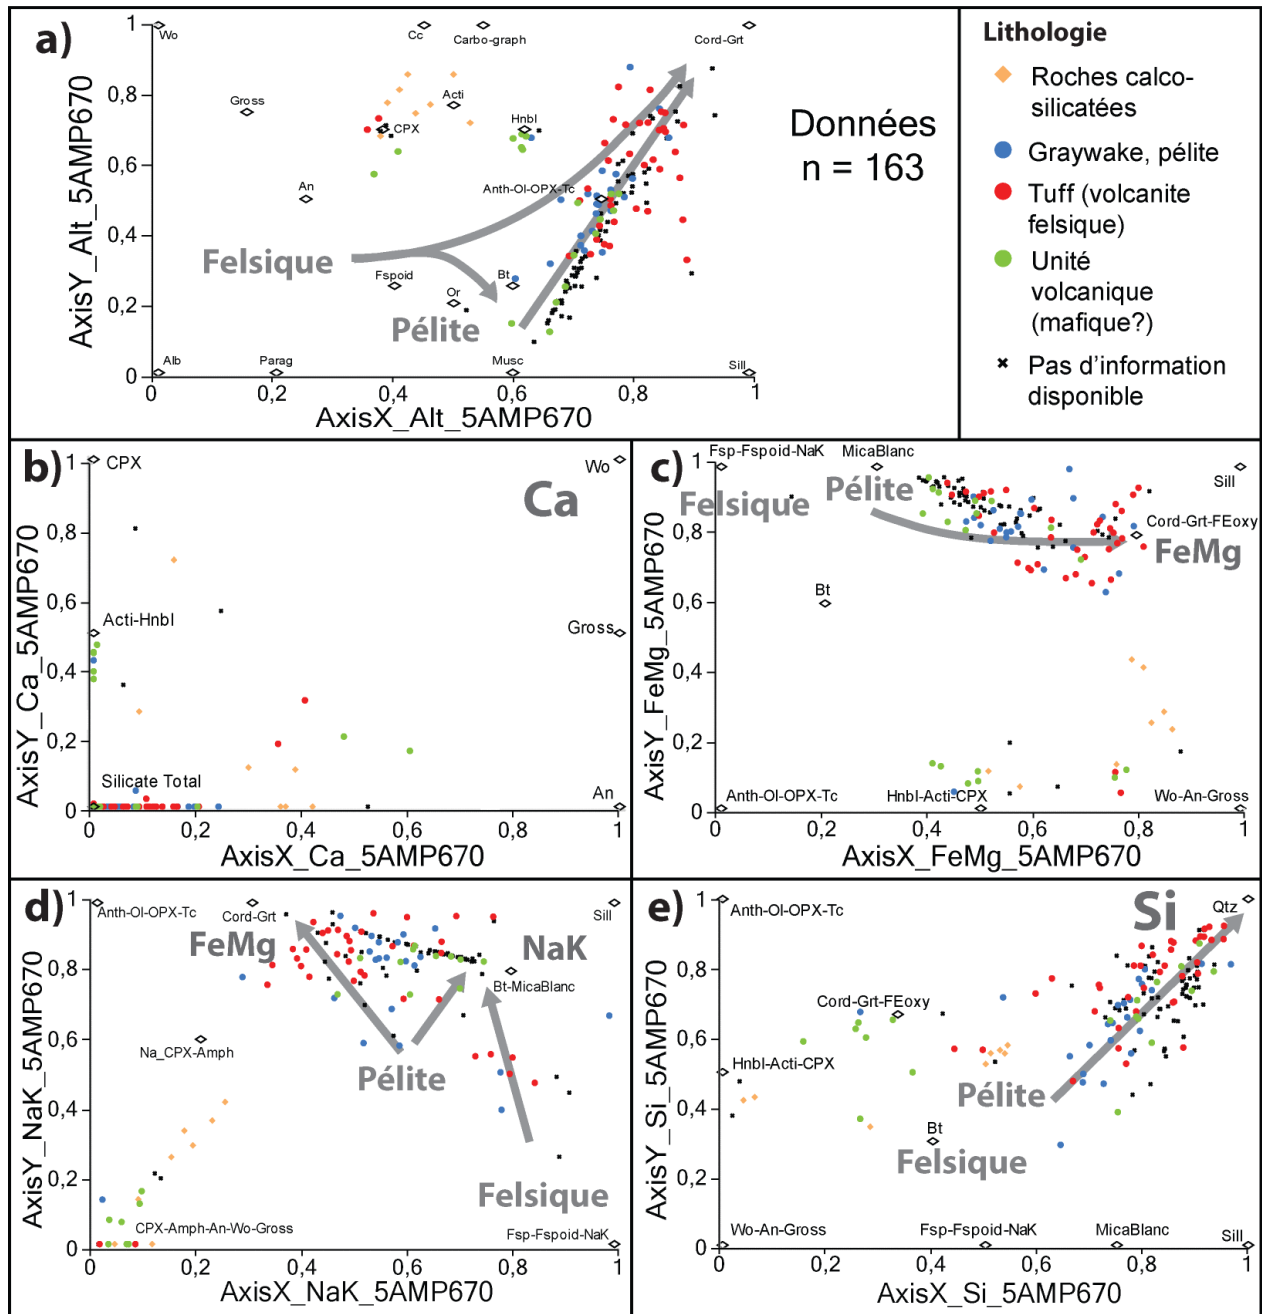 a)
AxisY_Alt_5AMP670
1
0,8
0,6
0,4
0,2
0
0
0,2
0,4
0,6
0,8
1
AxisX_Alt_5AMP670
Wo
Cc
Carbo-graph
Cord-Grt
Gross
Acti
CPX
Hnbl
An
Anth-Ol-OPX-Tc
Felsique
Fspoid
Bt
Or
Pélite
Alb
Parag
Musc
Sill
Données
n = 163
Lithologie
Roches calco-
silicatées
Graywake, pélite
Tuff (volcanite
felsique)
Unité
volcanique
(mafique?)
Pas d’information
disponible
b)
AxisY_Ca_5AMP670
1
0,8
0,6
0,4
0,2
0
0
0,2
0,4
0,6
0,8
1
AxisX_Ca_5AMP670
CPX
Wo
Ca
Acti-Hnbl
Gross
Silicate Total
An
c)
AxisY_FeMg_5AMP670
1
0,8
0,6
0,4
0,2
0
0
0,2
0,4
0,6
0,8
1
AxisX_FeMg_5AMP670
Fsp-Fspoid-NaK
MicaBlanc
Sill
Felsique
Pélite
Cord-Grt-FEoxy
FeMg
Bt
Anth-Ol-OPX-Tc
Hnbl-Acti-CPX
Wo-An-Gross
d)
AxisY_NaK_5AMP670
1
0,8
0,6
0,4
0,2
0
0
0,2
0,4
0,6
0,8
1
AxisX_NaK_5AMP670
Anth-Ol-OPX-Tc
Cord-Grt
Sill
FeMg
NaK
Bt-MicaBlanc
Na_CPX-Amph
Pélite
Felsique
CPX-Amph-An-Wo-Gross
Fsp-Fspoid-NaK
e)
AxisY_Si_5AMP670
1
0,8
0,6
0,4
0,2
0
0
0,2
0,4
0,6
0,8
1
AxisX_Si_5AMP670
Anth-Ol-OPX-Tc
Si
Qtz
Cord-Grt-FEoxy
Hnbl-Acti-CPX
Pélite
Bt
Felsique
Wo-An-Gross
Fsp-Fspoid-NaK
MicaBlanc
Sill